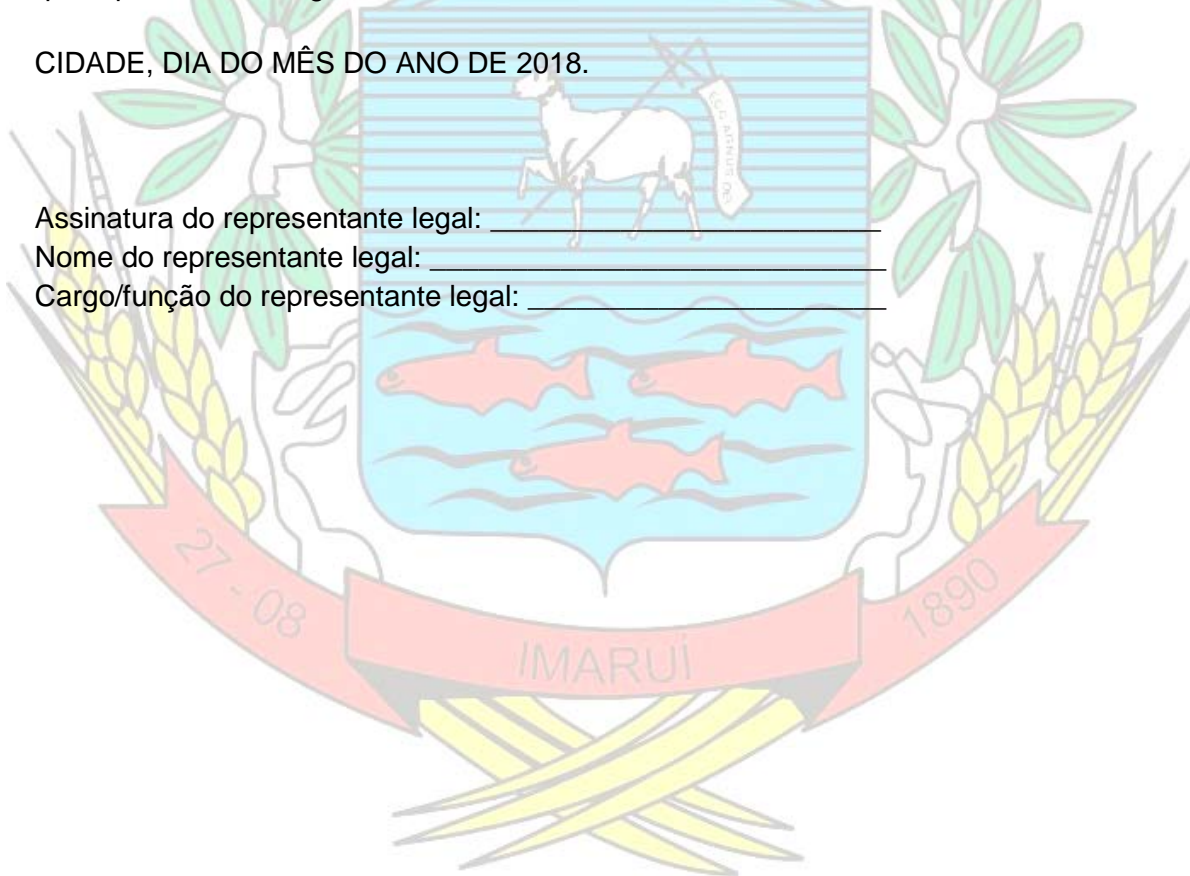 CIDADE, DIA DO MÊS DO ANO DE 2018.
Assinatura do representante legal: ________________________
Nome do representante legal: ____________________________
Cargo/função do representante legal: ______________________
27 - 08
IMARUÍ
1890